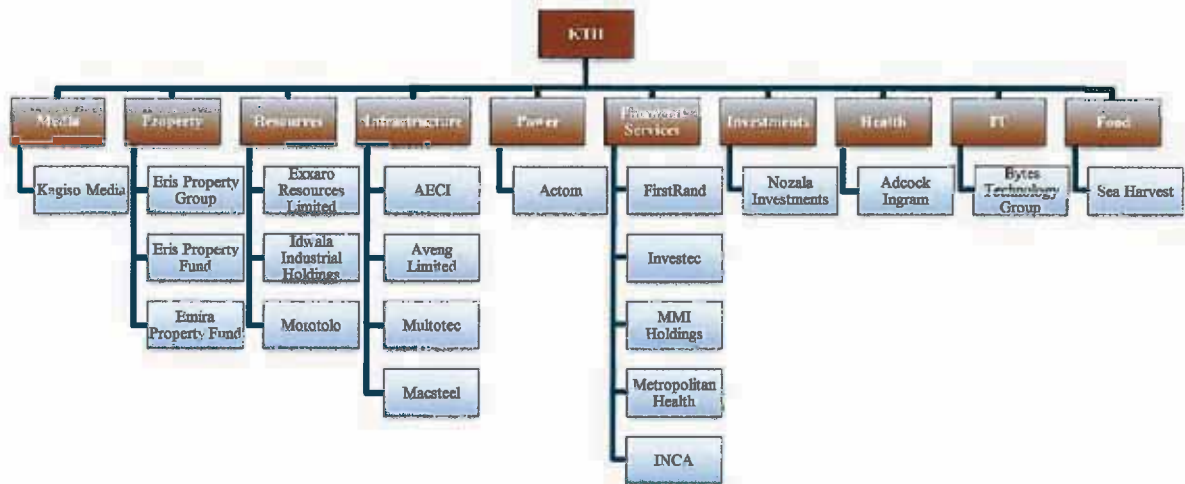 KTH
Media
Property
Resources
Infrastructure
Power
Financial
Services
Investments
Health
IT
Food
Kagiso Media
Eris Property
Group
Eris Property
Fund
Emira
Property Fund
Exxaro
Resources
Limited
Idwala
Industrial
Holdings
Morotolo
AECI
Aveng
Limited
Multotec
Macsteel
Actom
FirstRand
Investec
MMI
Holdings
Metropolitan
Health
INCA
Nozala
Investments
Adcock
Ingram
Bytes
Technology
Group
Sea Harvest